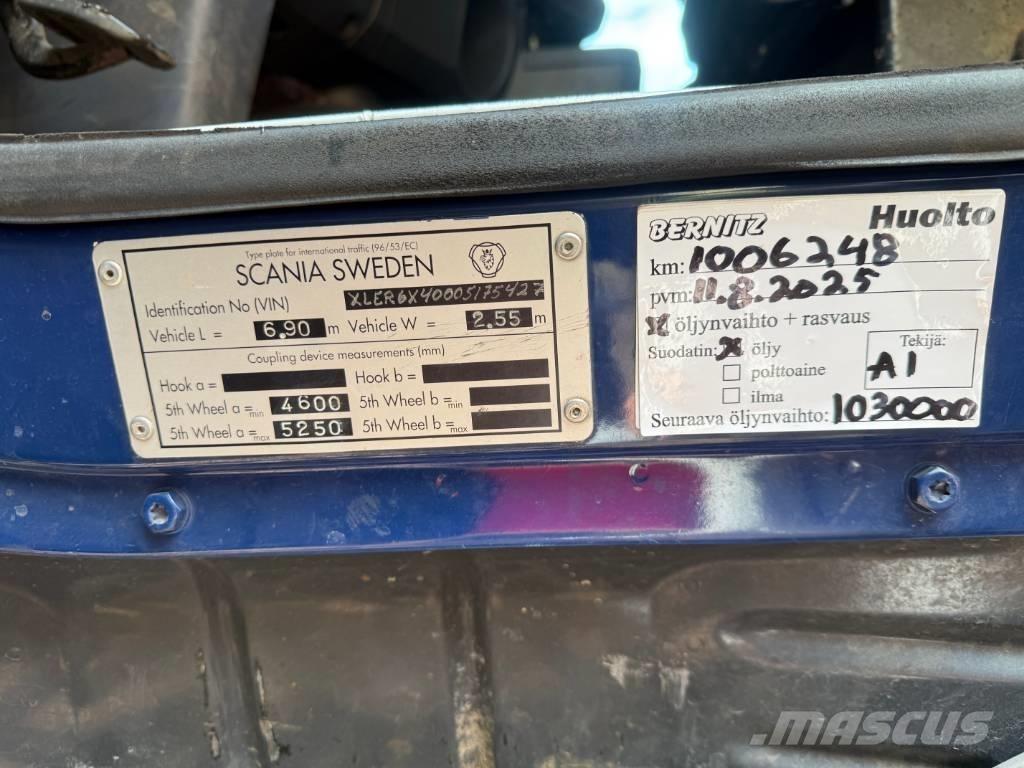 Type plate for international traffic (96/53/EC)
SCANIA SWEDEN
Identification No (VIN) XLER6X40005175427
Vehicle L = 6.90 m Vehicle W = 2.55 m
Coupling device measurements (mm)
Hook a = Hook b =
5th Wheel a =min 4600 5th Wheel b =min
5th Wheel a =max 5250 5th Wheel b =max
BERNITZ Huolto
km: 1006248
pvm: 11.8.2025
öljynvaihto + rasvaus
Suodatin: öljy
polttoaine
ilma
Tekijä:
A1
Seuraava öljynvaihto: 1030000
MASCUS